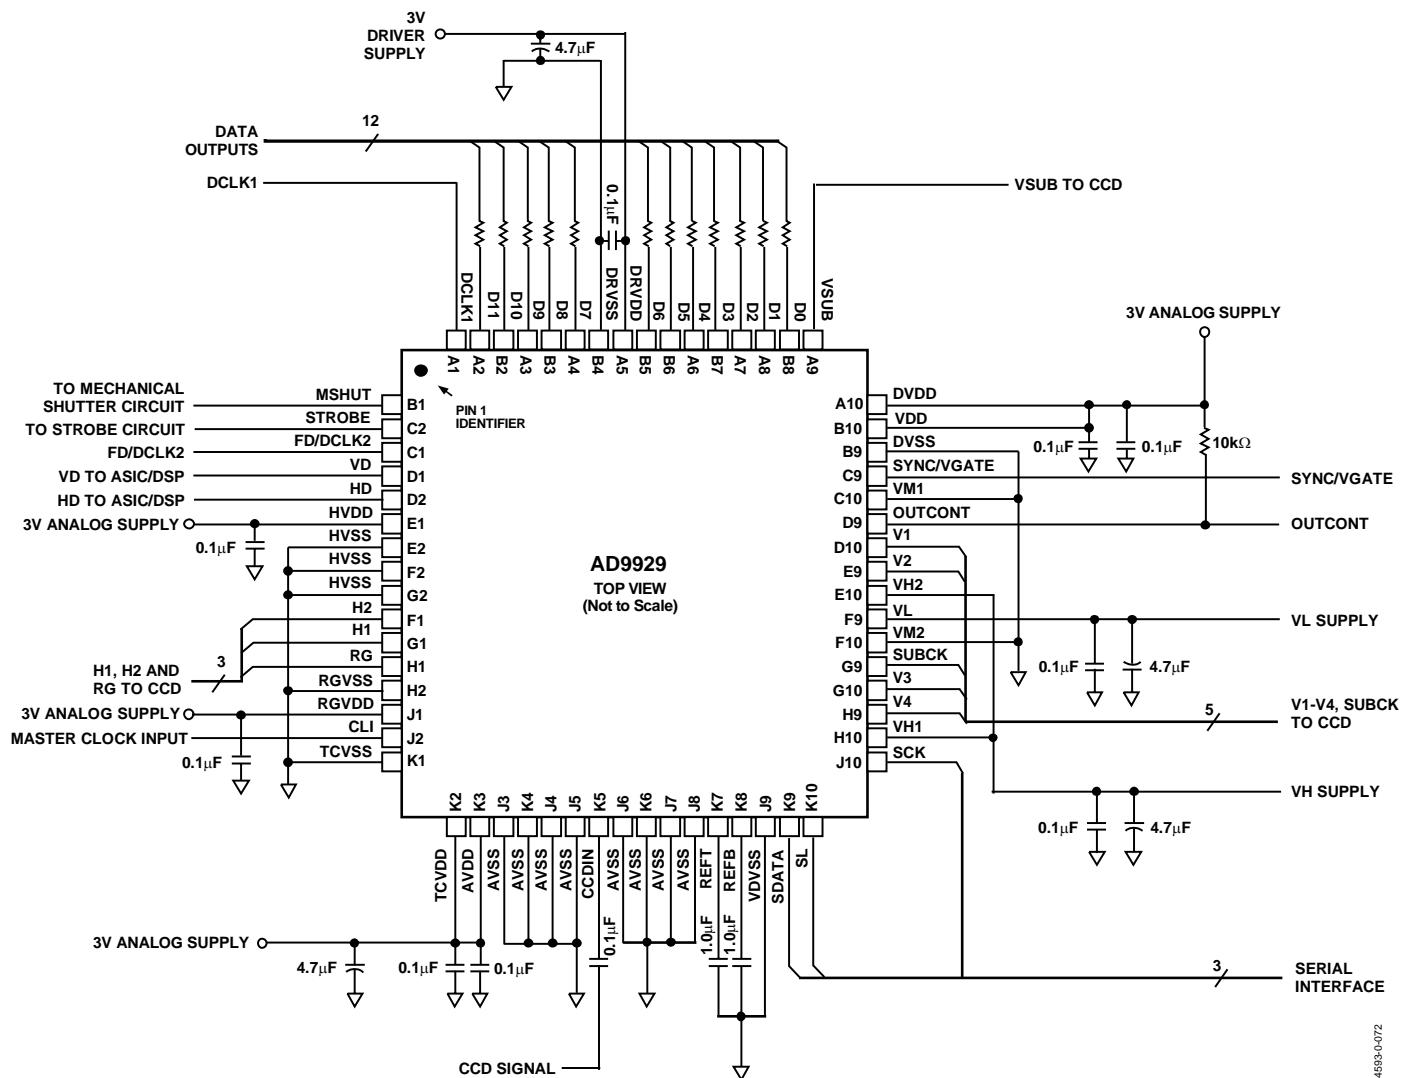 3V
DRIVER
SUPPLY
4.7µF
DATA
OUTPUTS
12
DCLK1
0.1µF
VSUB TO CCD
DCLK1
D11
D10
D9
D8
D7
DRVSS
DRVDD
D6
D5
D4
D3
D2
D1
D0
VSUB
A1
A2
B2
A3
B3
A4
B4
A5
B5
B6
A6
B7
A7
A8
B8
A9
3V ANALOG SUPPLY
PIN 1
IDENTIFIER
AD9929
TOP VIEW
(Not to Scale)
TO MECHANICAL
SHUTTER CIRCUIT
MSHUT
B1
TO STROBE CIRCUIT
STROBE
C2
FD/DCLK2
FD/DCLK2
C1
VD TO ASIC/DSP
VD
D1
HD TO ASIC/DSP
HD
D2
3V ANALOG SUPPLY
HVDD
E1
0.1µF
HVSS
E2
HVSS
F2
HVSS
G2
H2
F1
H1
G1
H1, H2 AND
RG TO CCD
3
RG
H1
RGVSS
H2
3V ANALOG SUPPLY
RGVDD
J1
MASTER CLOCK INPUT
CLI
J2
0.1µF
TCVSS
K1
A10
DVDD
B10
VDD
0.1µF
0.1µF
10kΩ
B9
DVSS
C9
SYNC/VGATE
SYNC/VGATE
C10
VM1
D9
OUTCONT
OUTCONT
D10
V1
E9
V2
E10
VH2
F9
VL
VL SUPPLY
F10
VM2
0.1µF
4.7µF
G9
SUBCK
G10
V3
H9
V4
5
V1-V4, SUBCK
TO CCD
H10
VH1
J10
SCK
VH SUPPLY
0.1µF
4.7µF
K2
K3
J3
K4
J4
J5
K5
J6
K6
J7
J8
K7
K8
J9
K9
K10
TCVDD
AVDD
AVSS
AVSS
AVSS
AVSS
CCDIN
AVSS
AVSS
AVSS
AVSS
REFT
REFB
VDVSS
SDATA
SL
3V ANALOG SUPPLY
4.7µF
0.1µF
0.1µF
0.1µF
1.0µF
1.0µF
3
SERIAL
INTERFACE
CCD SIGNAL
4593-0-072